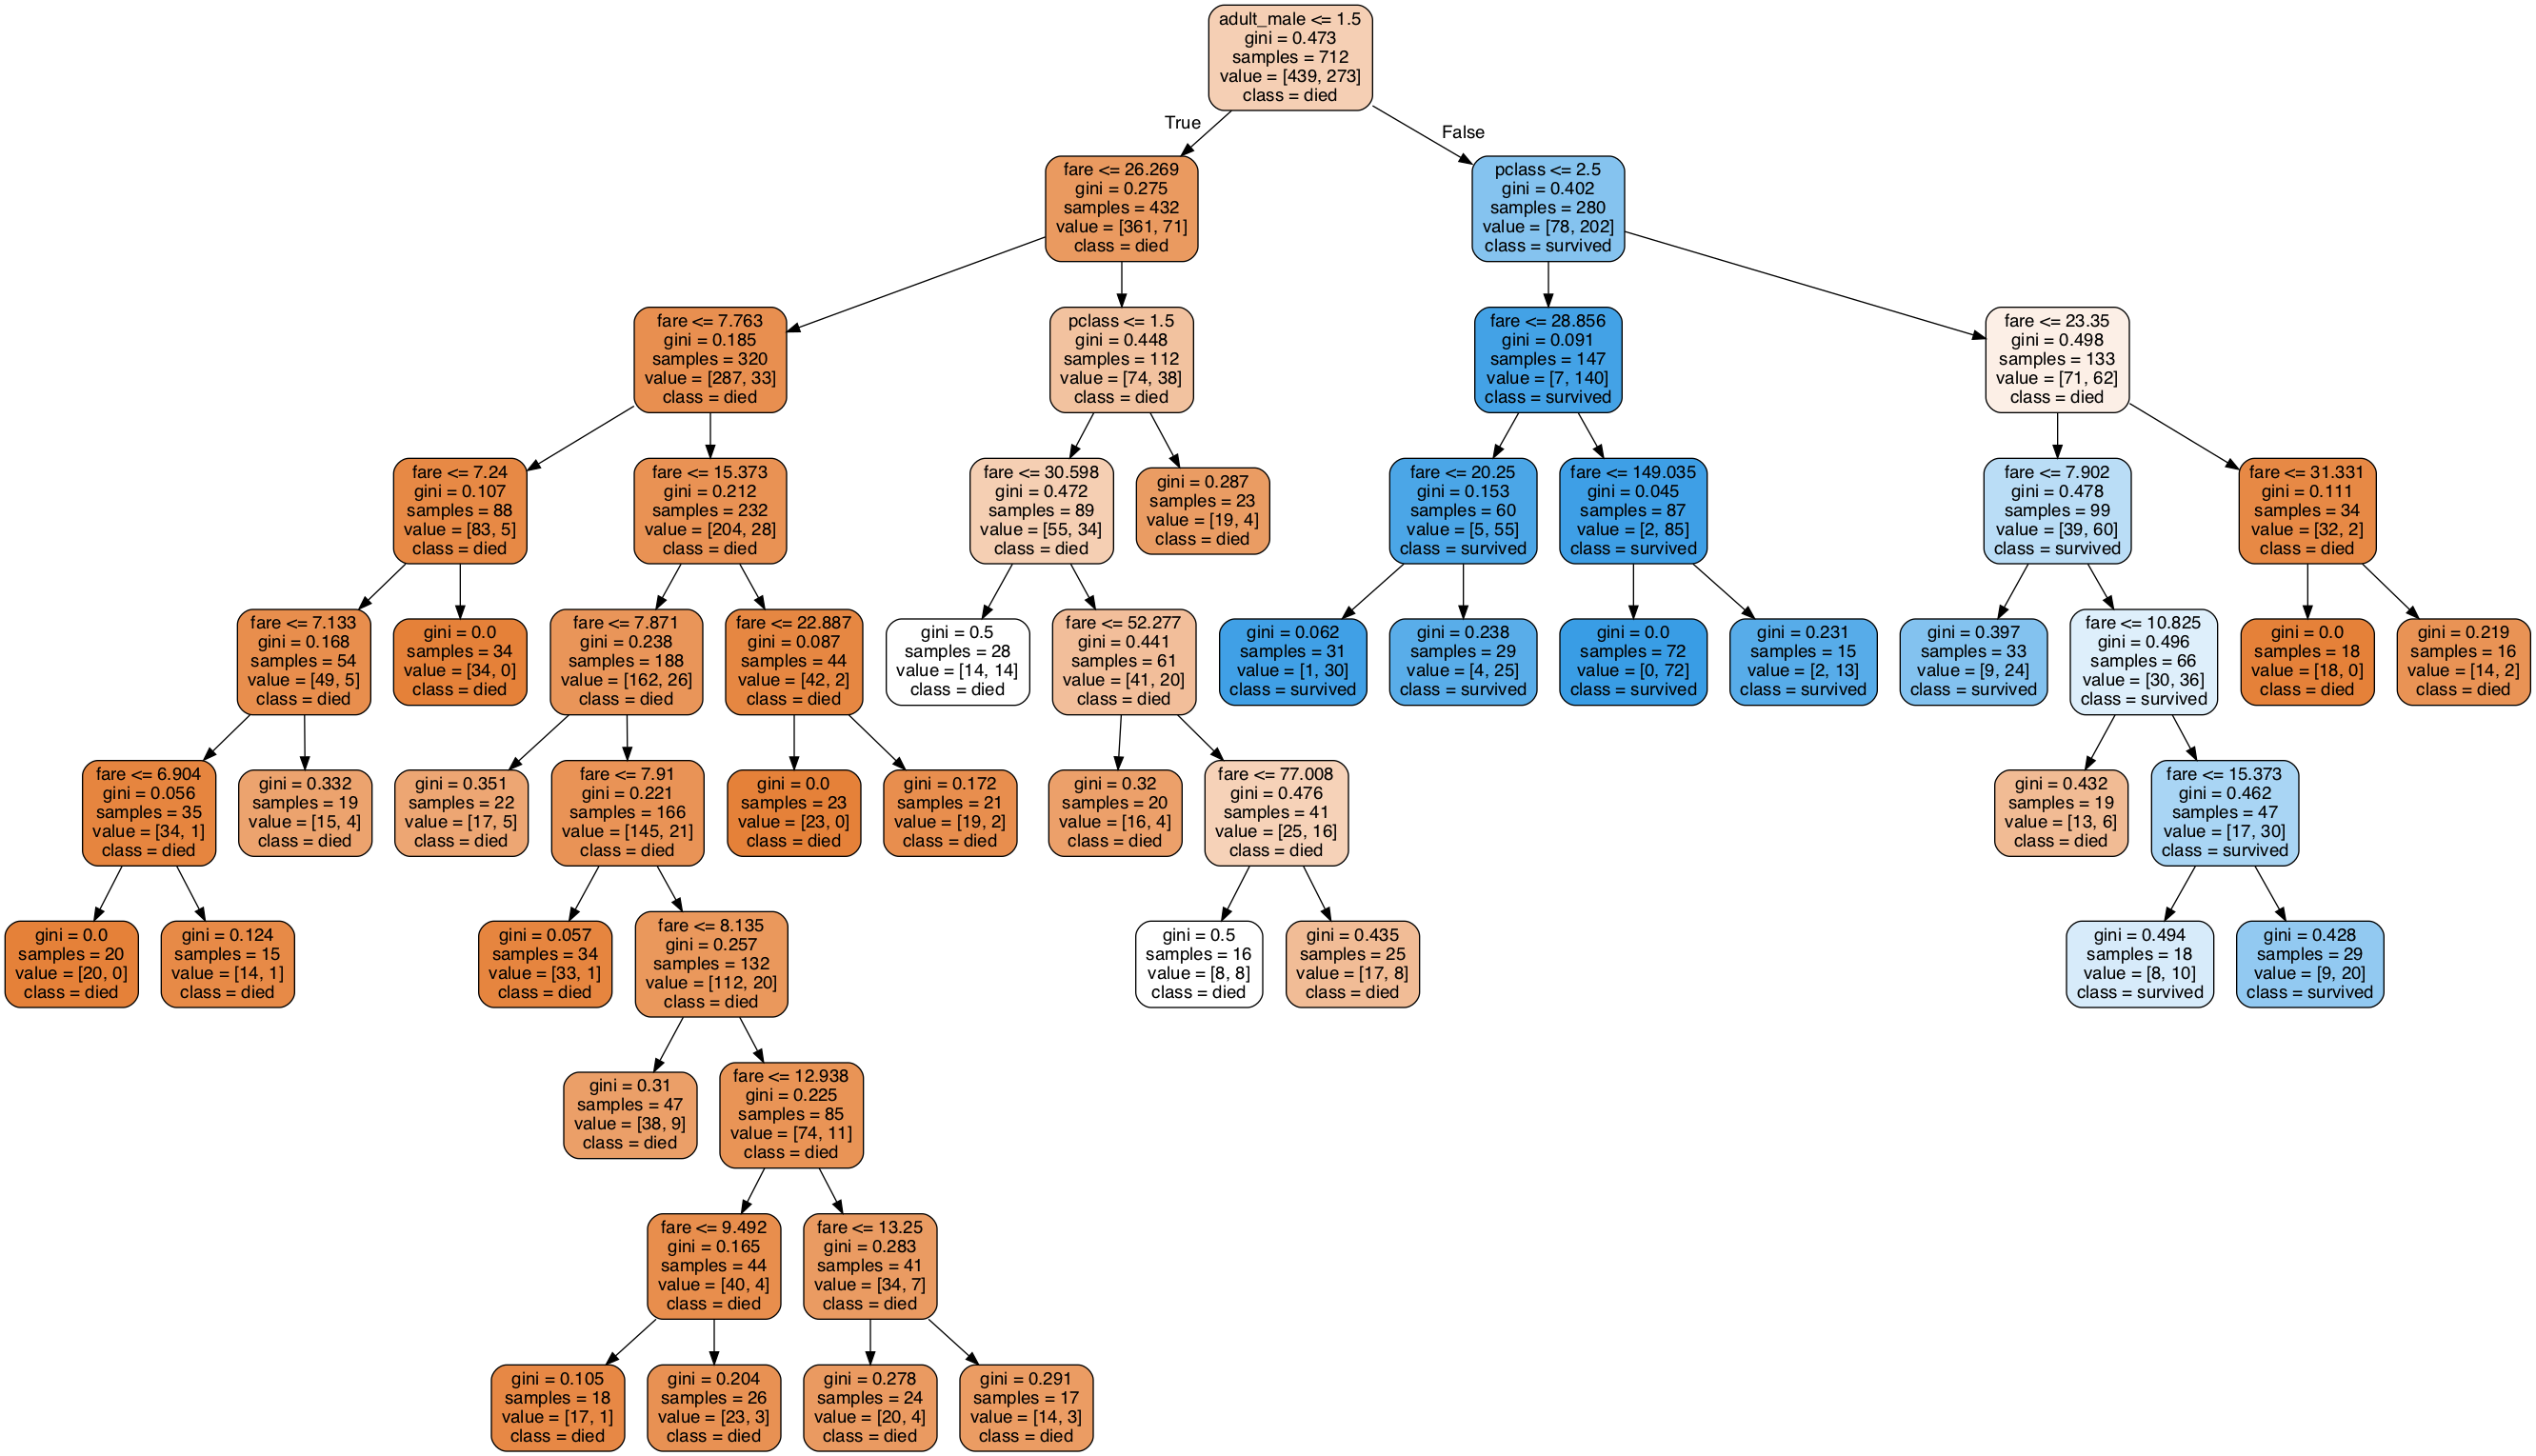 adult_male <= 1.5
gini = 0.473
samples = 712
value = [439, 273]
class = died
True
False
fare <= 26.269
gini = 0.275
samples = 432
value = [361, 71]
class = died
pclass <= 2.5
gini = 0.402
samples = 280
value = [78, 202]
class = survived
fare <= 7.763
gini = 0.185
samples = 320
value = [287, 33]
class = died
pclass <= 1.5
gini = 0.448
samples = 112
value = [74, 38]
class = died
fare <= 28.856
gini = 0.091
samples = 147
value = [7, 140]
class = survived
fare <= 23.35
gini = 0.498
samples = 133
value = [71, 62]
class = died
fare <= 7.24
gini = 0.107
samples = 88
value = [83, 5]
class = died
fare <= 15.373
gini = 0.212
samples = 232
value = [204, 28]
class = died
fare <= 30.598
gini = 0.472
samples = 89
value = [55, 34]
class = died
gini = 0.287
samples = 23
value = [19, 4]
class = died
fare <= 20.25
gini = 0.153
samples = 60
value = [5, 55]
class = survived
fare <= 149.035
gini = 0.045
samples = 87
value = [2, 85]
class = survived
fare <= 7.902
gini = 0.478
samples = 99
value = [39, 60]
class = survived
fare <= 31.331
gini = 0.111
samples = 34
value = [32, 2]
class = died
fare <= 7.133
gini = 0.168
samples = 54
value = [49, 5]
class = died
gini = 0.0
samples = 34
value = [34, 0]
class = died
fare <= 7.871
gini = 0.238
samples = 188
value = [162, 26]
class = died
fare <= 22.887
gini = 0.087
samples = 44
value = [42, 2]
class = died
gini = 0.5
samples = 28
value = [14, 14]
class = died
fare <= 52.277
gini = 0.441
samples = 61
value = [41, 20]
class = died
gini = 0.062
samples = 31
value = [1, 30]
class = survived
gini = 0.238
samples = 29
value = [4, 25]
class = survived
gini = 0.0
samples = 72
value = [0, 72]
class = survived
gini = 0.231
samples = 15
value = [2, 13]
class = survived
gini = 0.397
samples = 33
value = [9, 24]
class = survived
fare <= 10.825
gini = 0.496
samples = 66
value = [30, 36]
class = survived
gini = 0.0
samples = 18
value = [18, 0]
class = died
gini = 0.219
samples = 16
value = [14, 2]
class = died
fare <= 6.904
gini = 0.056
samples = 35
value = [34, 1]
class = died
gini = 0.332
samples = 19
value = [15, 4]
class = died
gini = 0.351
samples = 22
value = [17, 5]
class = died
fare <= 7.91
gini = 0.221
samples = 166
value = [145, 21]
class = died
gini = 0.0
samples = 23
value = [23, 0]
class = died
gini = 0.172
samples = 21
value = [19, 2]
class = died
gini = 0.32
samples = 20
value = [16, 4]
class = died
fare <= 77.008
gini = 0.476
samples = 41
value = [25, 16]
class = died
gini = 0.432
samples = 19
value = [13, 6]
class = died
fare <= 15.373
gini = 0.462
samples = 47
value = [17, 30]
class = survived
gini = 0.0
samples = 20
value = [20, 0]
class = died
gini = 0.124
samples = 15
value = [14, 1]
class = died
gini = 0.057
samples = 34
value = [33, 1]
class = died
fare <= 8.135
gini = 0.257
samples = 132
value = [112, 20]
class = died
gini = 0.5
samples = 16
value = [8, 8]
class = died
gini = 0.435
samples = 25
value = [17, 8]
class = died
gini = 0.494
samples = 18
value = [8, 10]
class = survived
gini = 0.428
samples = 29
value = [9, 20]
class = survived
gini = 0.31
samples = 47
value = [38, 9]
class = died
fare <= 12.938
gini = 0.225
samples = 85
value = [74, 11]
class = died
fare <= 9.492
gini = 0.165
samples = 44
value = [40, 4]
class = died
fare <= 13.25
gini = 0.283
samples = 41
value = [34, 7]
class = died
gini = 0.105
samples = 18
value = [17, 1]
class = died
gini = 0.204
samples = 26
value = [23, 3]
class = died
gini = 0.278
samples = 24
value = [20, 4]
class = died
gini = 0.291
samples = 17
value = [14, 3]
class = died